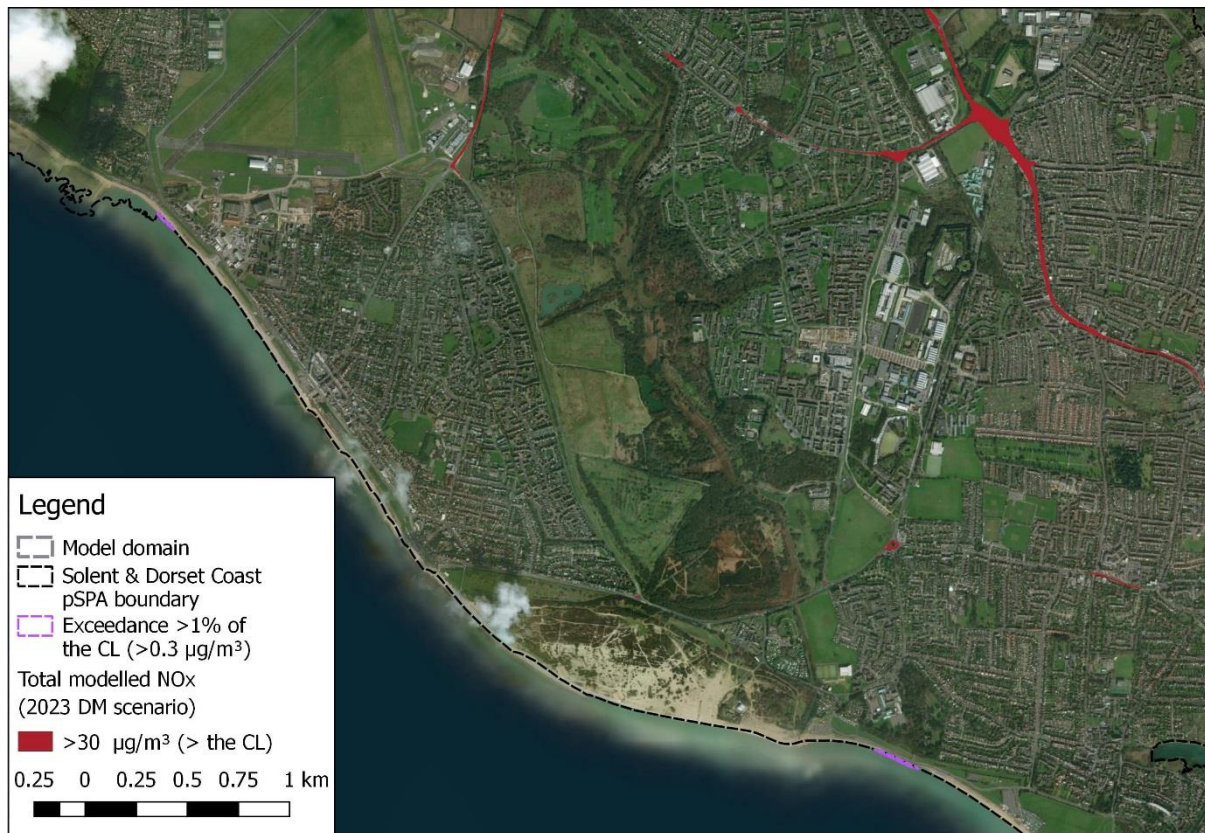 Legend
Model domain
Solent & Dorset Coast
pSPA boundary
Exceedance >1% of
the CL (>0.3 µg/m³)
Total modelled NOx
(2023 DM scenario)
>30 µg/m³ (> the CL)
0.25 0 0.25 0.5 0.75 1 km